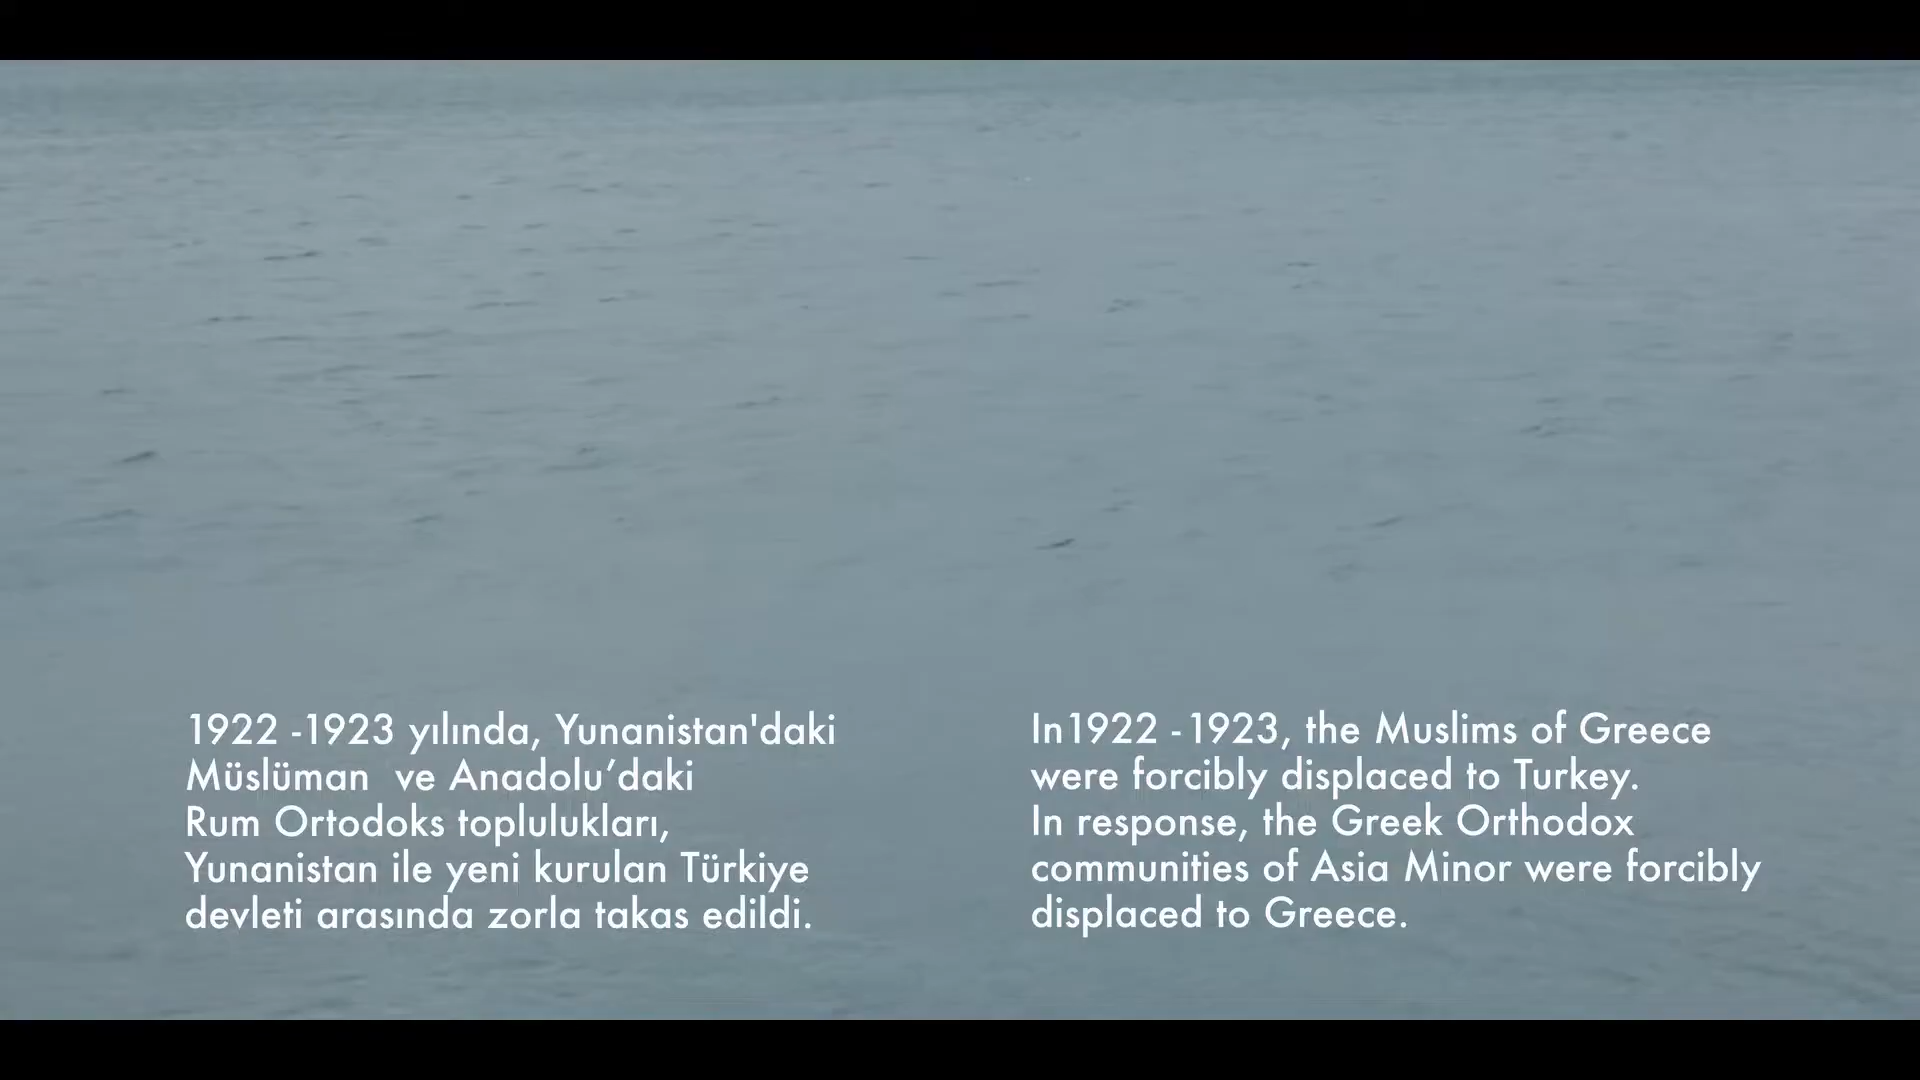 1922 -1923 yılında, Yunanistan'daki
Müslüman  ve Anadolu’daki
Rum Ortodoks toplulukları,
Yunanistan ile yeni kurulan Türkiye
devleti arasında zorla takas edildi.
In1922 -1923, the Muslims of Greece
were forcibly displaced to Turkey.
In response, the Greek Orthodox
communities of Asia Minor were forcibly
displaced to Greece.